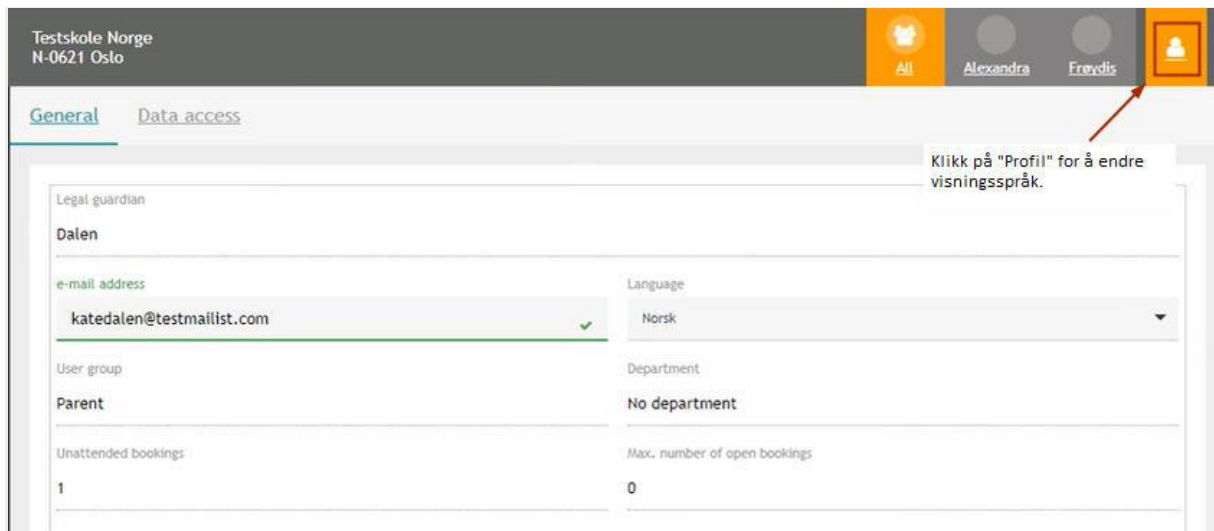 Testskole Norge
N-0621 Oslo
All
Alexandra
Frøydis
General
Data access
Klikk på "Profil" for å endre
visningsspråk.
Legal guardian
Dalen
e-mail address
Language
katedalen@testmailist.com
Norsk
User group
Department
Parent
No department
Unattended bookings
Max. number of open bookings
1
0